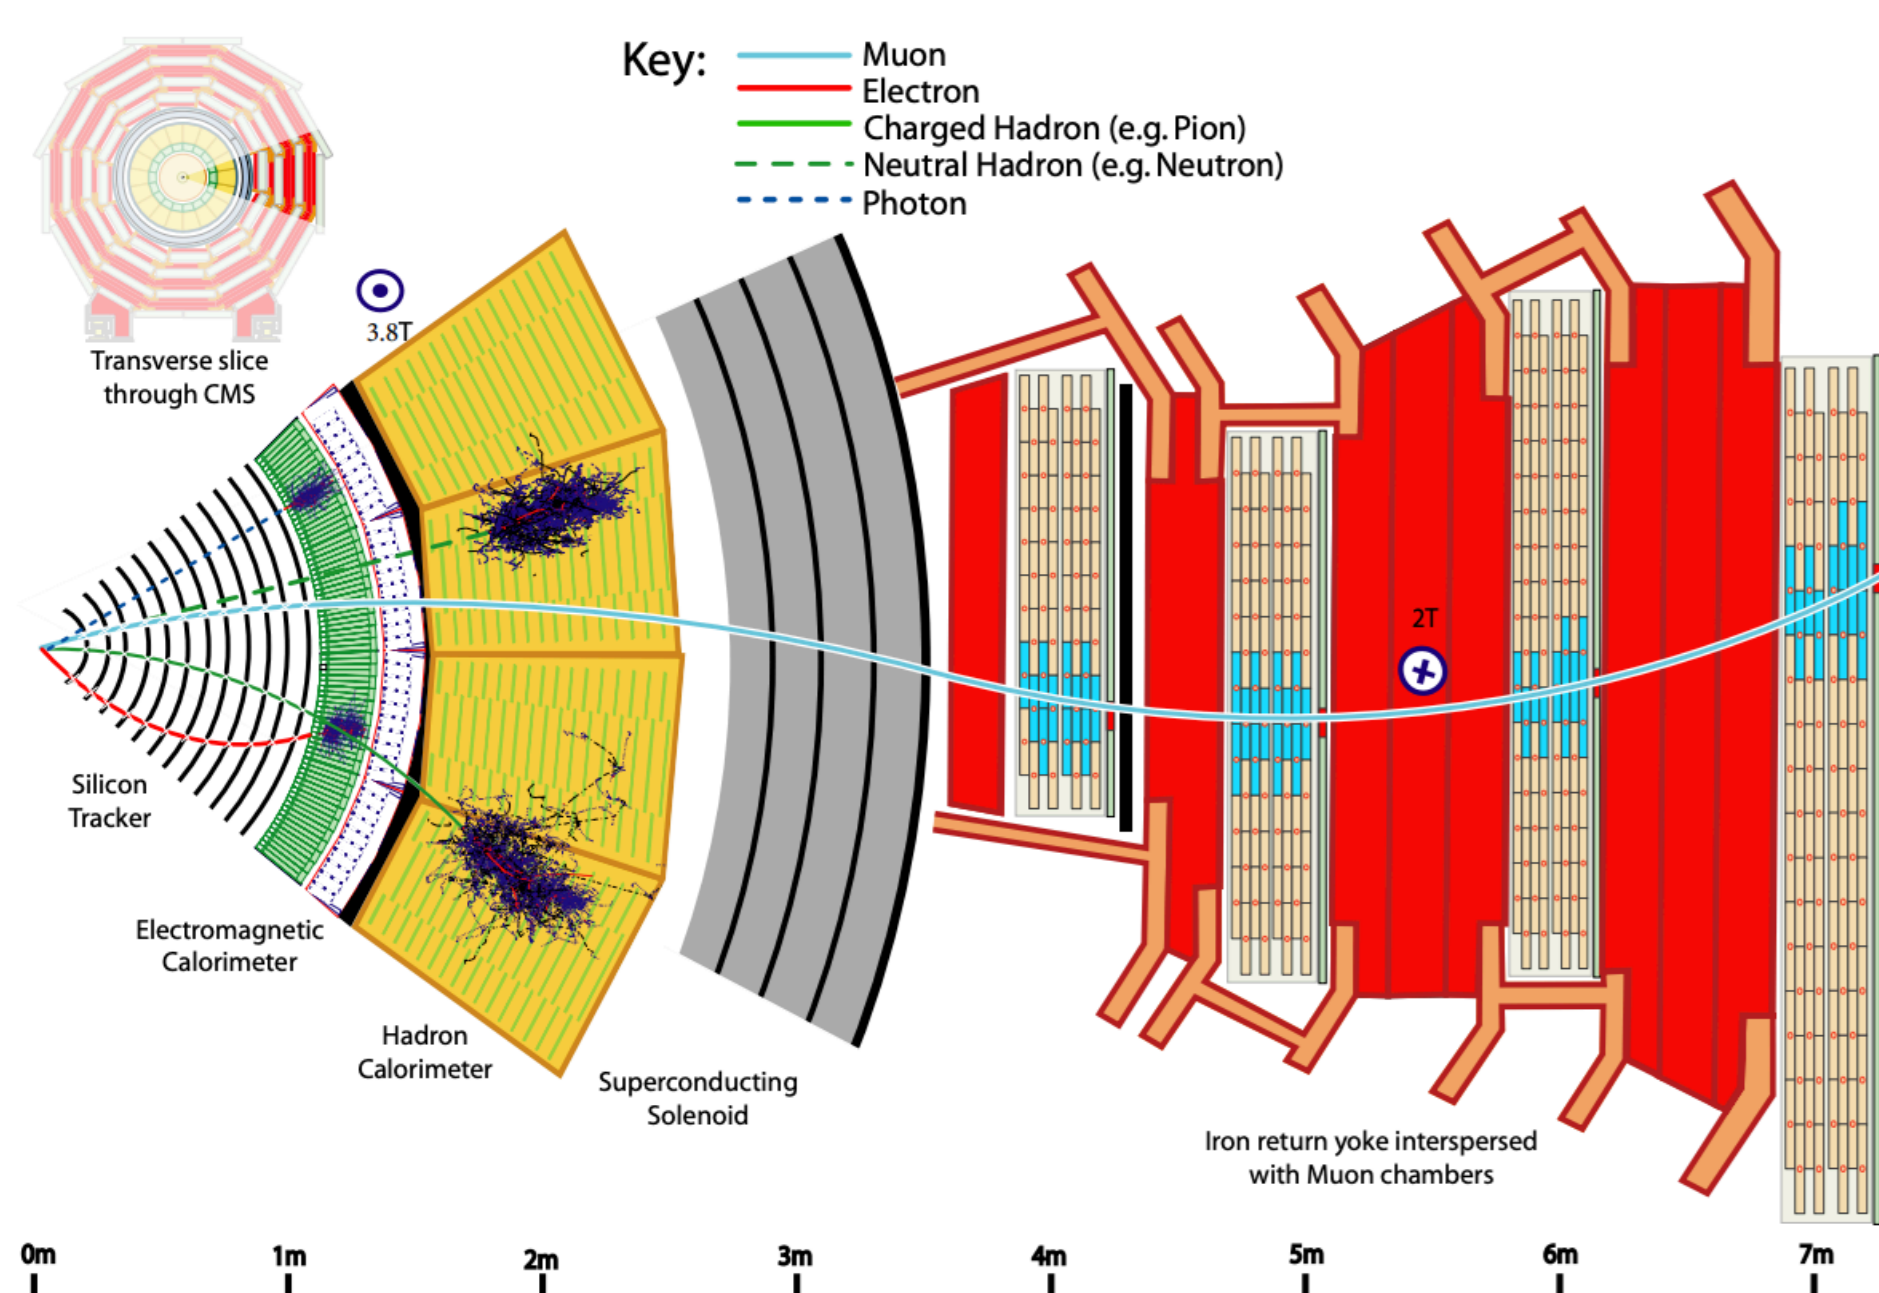 Key:
Muon
Electron
Charged Hadron (e.g. Pion)
Neutral Hadron (e.g. Neutron)
Photon
3.8T
Transverse slice
through CMS
2T
Silicon
Tracker
Electromagnetic
Calorimeter
Hadron
Calorimeter
Superconducting
Solenoid
Iron return yoke interspersed
with Muon chambers
0m 1m 2m 3m 4m 5m 6m 7m